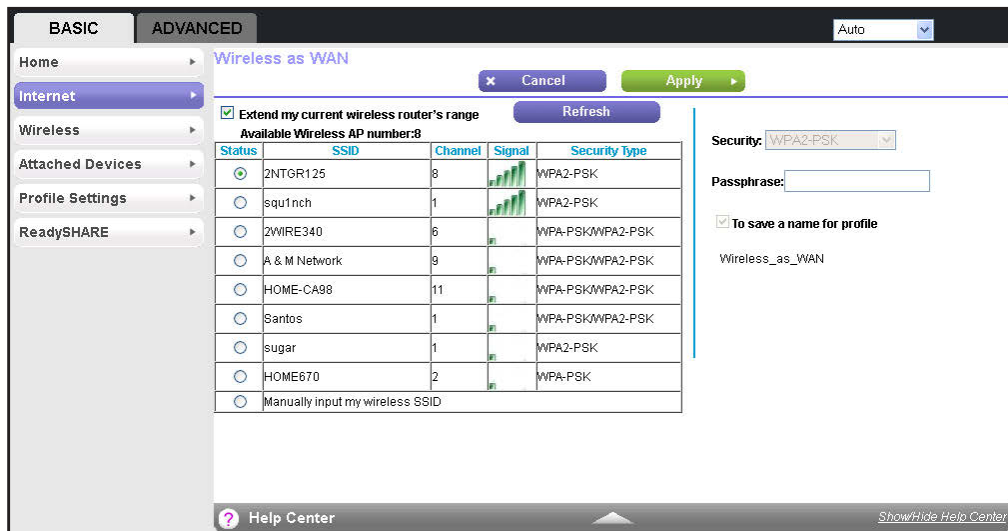 BASIC ADVANCED Auto
Home
Internet
Wireless
Attached Devices
Profile Settings
ReadySHARE
Wireless as WAN
Cancel Apply
Extend my current wireless router's range Refresh
Available Wireless AP number:8
Status SSID Channel Signal Security Type
2NTGR125 8 WPA2-PSK
squ1nch 1 WPA2-PSK
2WIRE340 6 WPA-PSK/WPA2-PSK
A & M Network 9 WPA-PSK/WPA2-PSK
HOME-CA98 11 WPA-PSK/WPA2-PSK
Santos 1 WPA-PSK/WPA2-PSK
sugar 1 WPA2-PSK
HOME670 2 WPA-PSK
Manually input my wireless SSID
Security: WPA2-PSK
Passphrase:
To save a name for profile
Wireless_as_WAN
? Help Center Show/Hide Help Center